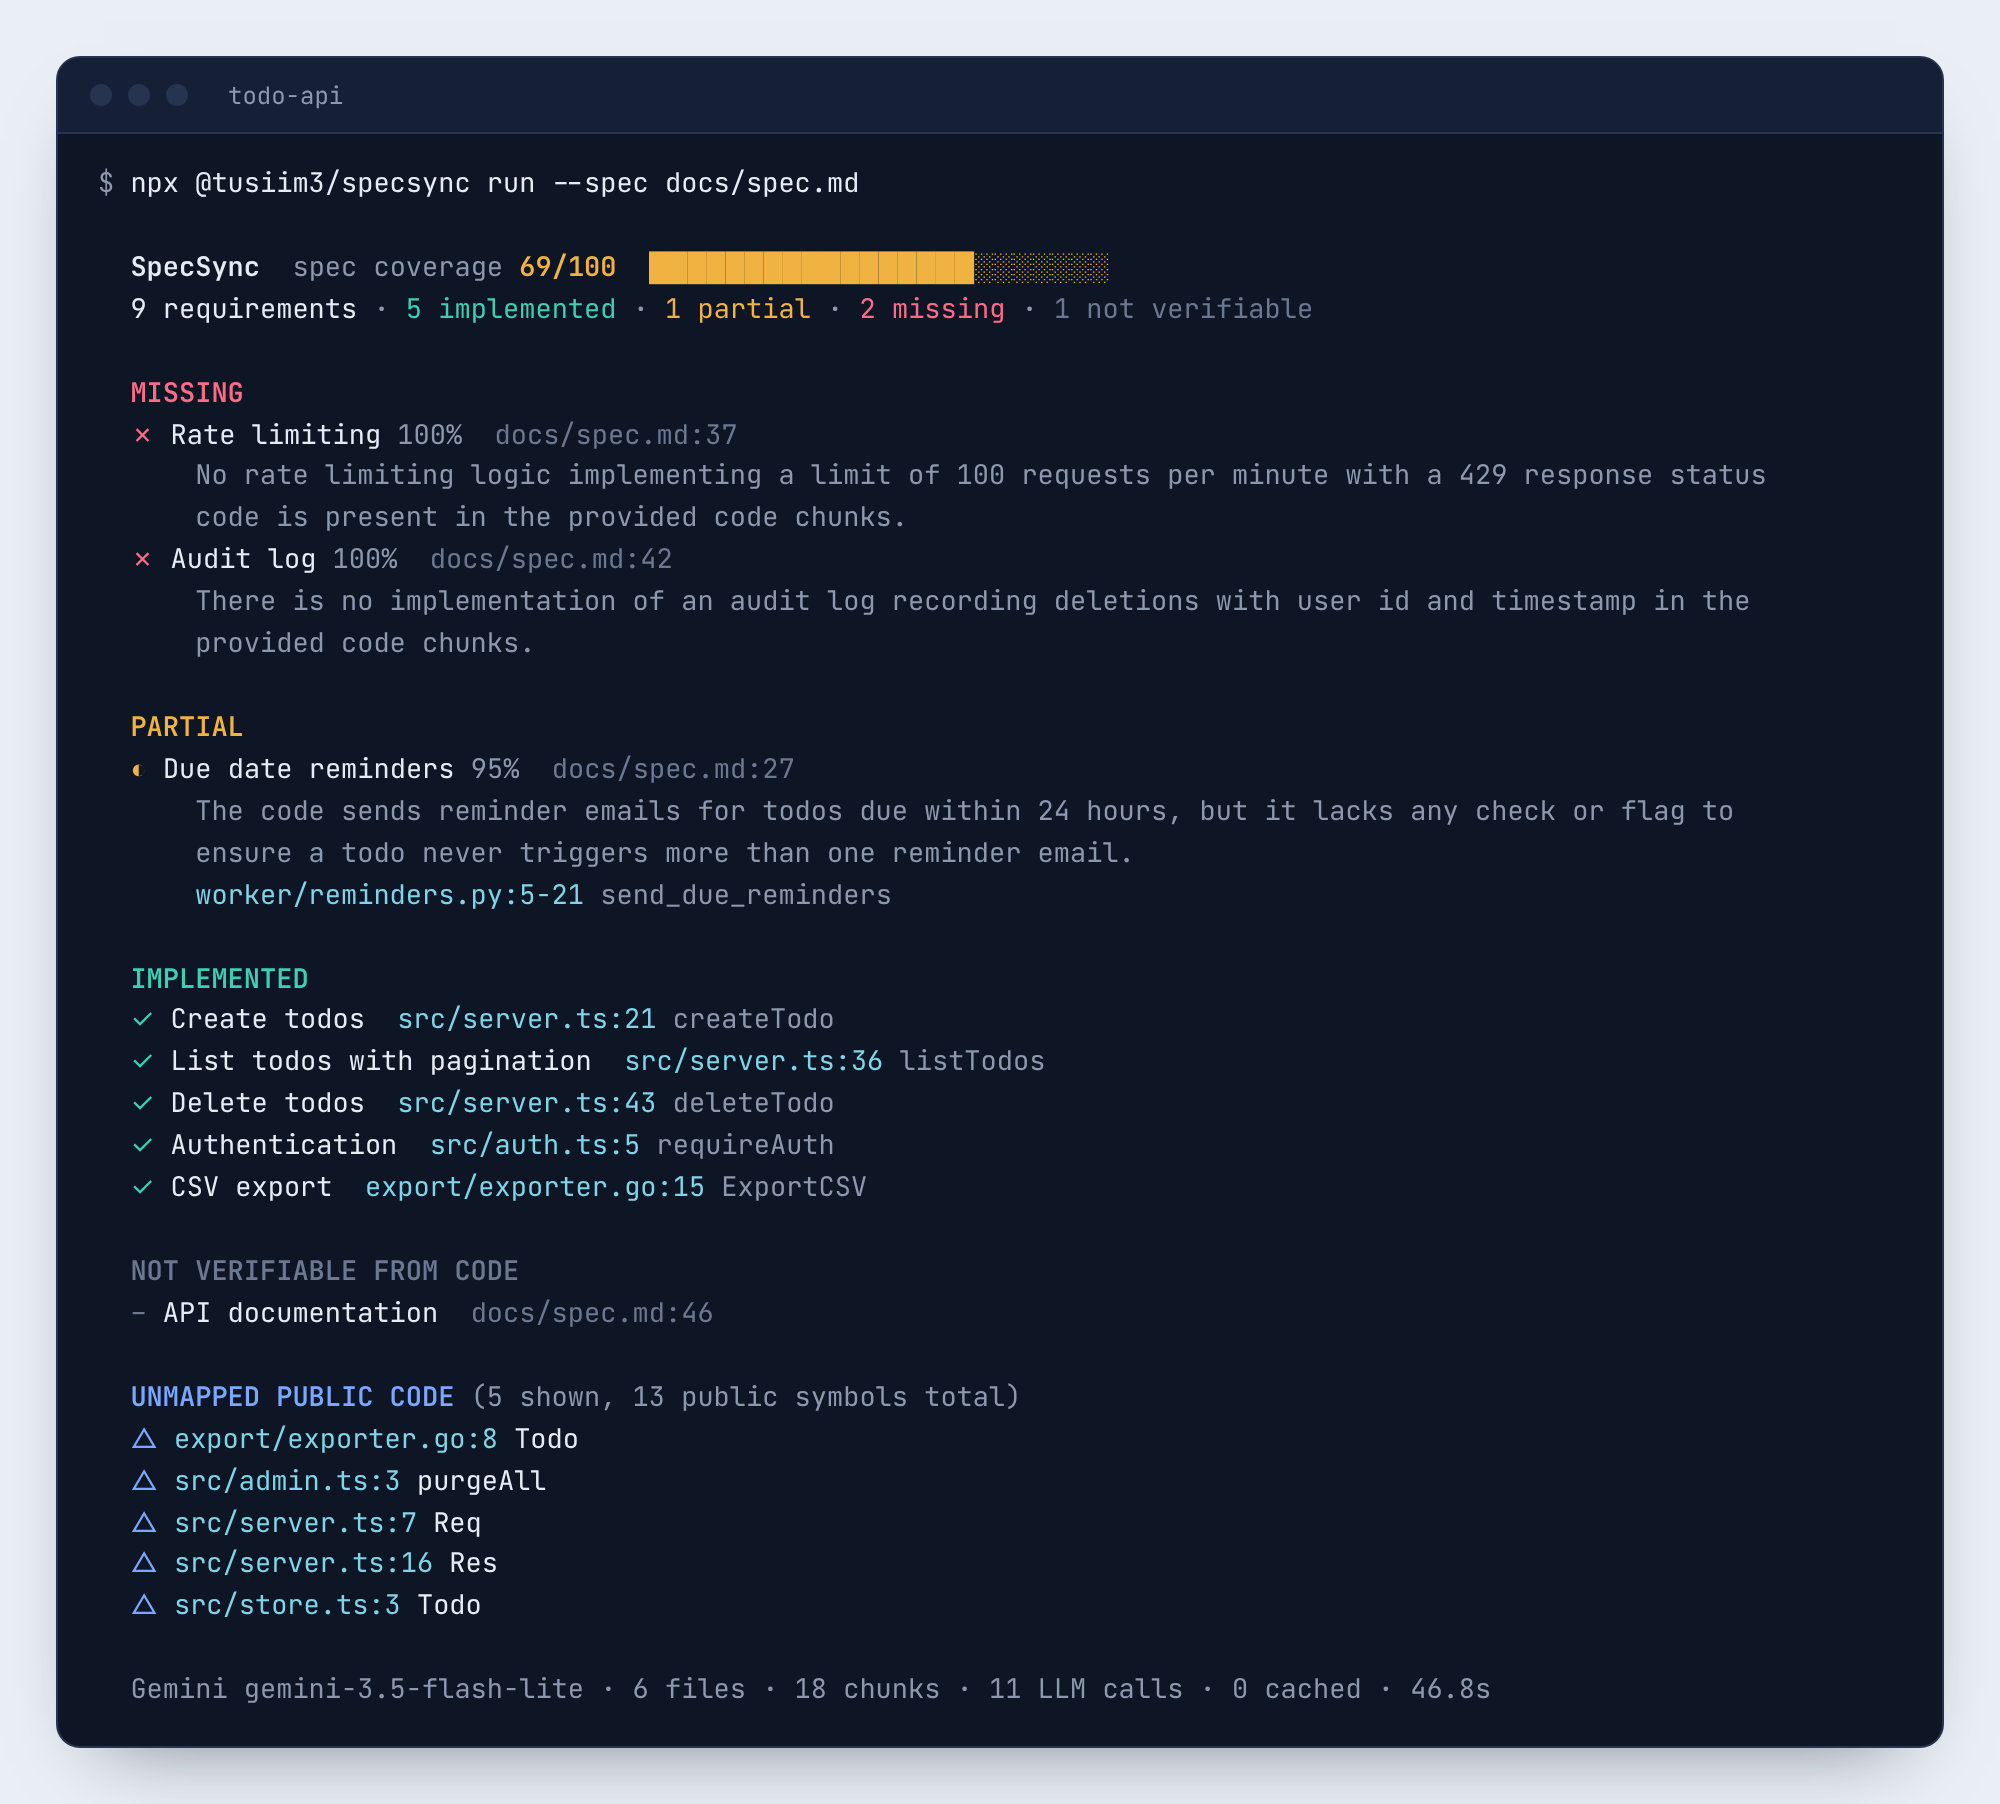 todo-api
$ npx @tusiim3/specsync run --spec docs/spec.md
SpecSync  spec coverage 69/100
9 requirements · 5 implemented · 1 partial · 2 missing · 1 not verifiable
MISSING
✕ Rate limiting 100%  docs/spec.md:37
No rate limiting logic implementing a limit of 100 requests per minute with a 429 response status
code is present in the provided code chunks.
✕ Audit log 100%  docs/spec.md:42
There is no implementation of an audit log recording deletions with user id and timestamp in the
provided code chunks.
PARTIAL
◐ Due date reminders 95%  docs/spec.md:27
The code sends reminder emails for todos due within 24 hours, but it lacks any check or flag to
ensure a todo never triggers more than one reminder email.
worker/reminders.py:5-21 send_due_reminders
IMPLEMENTED
✓ Create todos  src/server.ts:21 createTodo
✓ List todos with pagination  src/server.ts:36 listTodos
✓ Delete todos  src/server.ts:43 deleteTodo
✓ Authentication  src/auth.ts:5 requireAuth
✓ CSV export  export/exporter.go:15 ExportCSV
NOT VERIFIABLE FROM CODE
– API documentation  docs/spec.md:46
UNMAPPED PUBLIC CODE (5 shown, 13 public symbols total)
△ export/exporter.go:8 Todo
△ src/admin.ts:3 purgeAll
△ src/server.ts:7 Req
△ src/server.ts:16 Res
△ src/store.ts:3 Todo
Gemini gemini-3.5-flash-lite · 6 files · 18 chunks · 11 LLM calls · 0 cached · 46.8s